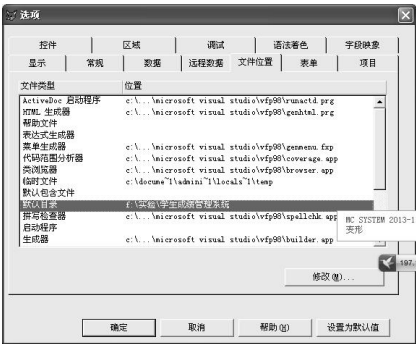 选项
控件 区域 调试 语法着色 字段映象
显示 常规 数据 远程数据 文件位置 表单 项目
文件类型 位置
ActiveDoc 启动程序 c:\...\microsoft visual studio\vfp98\runactd.prg
HTML 生成器 c:\...\microsoft visual studio\vfp98\genhtml.prg
帮助文件
表达式生成器
菜单生成器 c:\...\microsoft visual studio\vfp98\genmenu.fxp
代码范围分析器 c:\...\microsoft visual studio\vfp98\coverage.app
类浏览器 c:\...\microsoft visual studio\vfp98\browser.app
临时文件 c:\docume~1\admini~1\locals~1\temp
默认包含文件
默认目录 f:\实验\学生成绩管理系统
拼写检查器 c:\...\microsoft visual studio\vfp98\spellchk.app
启动程序
生成器 c:\...\microsoft visual studio\vfp98\builder.app
MC SYSTEM 2013-1
变形
197.
修改(M)...
确定 取消 帮助(H) 设置为默认值